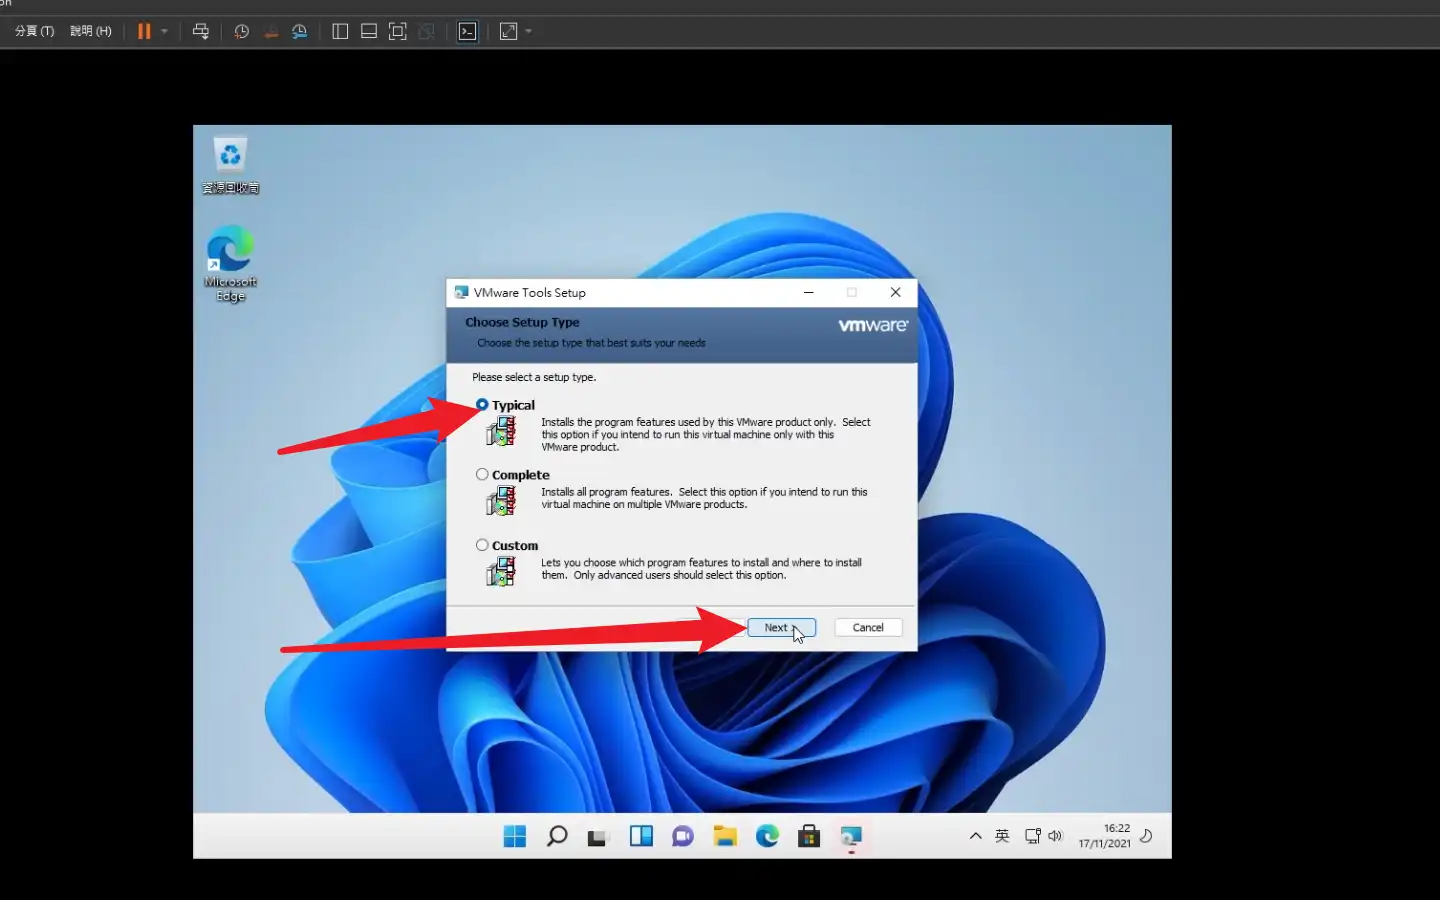 on
分頁 (T)
說明 (H)
資源回收筒
Microsoft
Edge
VMware Tools Setup
Choose Setup Type
Choose the setup type that best suits your needs
vmware
Please select a setup type.
Typical
Installs the program features used by this VMware product only. Select
this option if you intend to run this virtual machine only with this
VMware product.
Complete
Installs all program features. Select this option if you intend to run this
virtual machine on multiple VMware products.
Custom
Lets you choose which program features to install and where to install
them. Only advanced users should select this option.
Next >
Cancel
英
16:22
17/11/2021